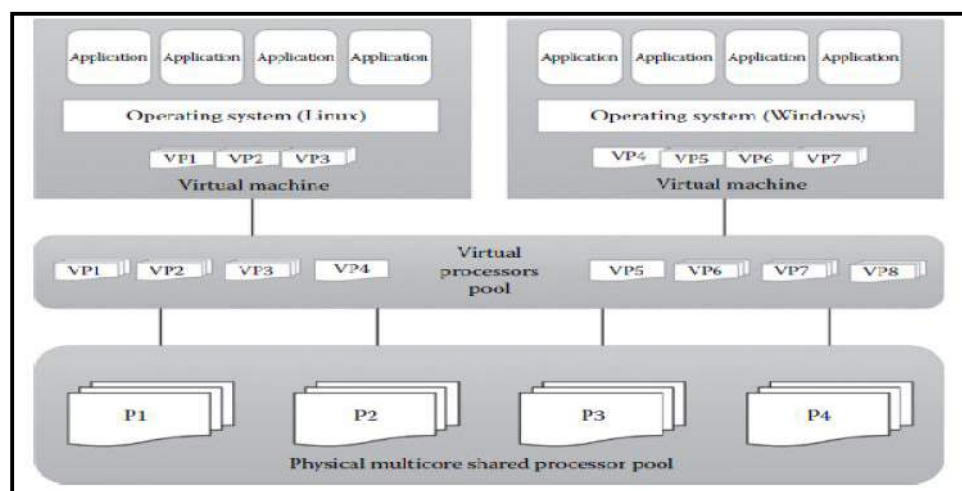 Application Application Application Application
Operating system (Linux)
VP1 VP2 VP3
Virtual machine
Application Application Application Application
Operating system (Windows)
VP4 VP5 VP6 VP7
Virtual machine
VP1 VP2 VP3 VP4
Virtual
processors
pool
VP5 VP6 VP7 VP8
P1 P2 P3 P4
Physical multicore shared processor pool